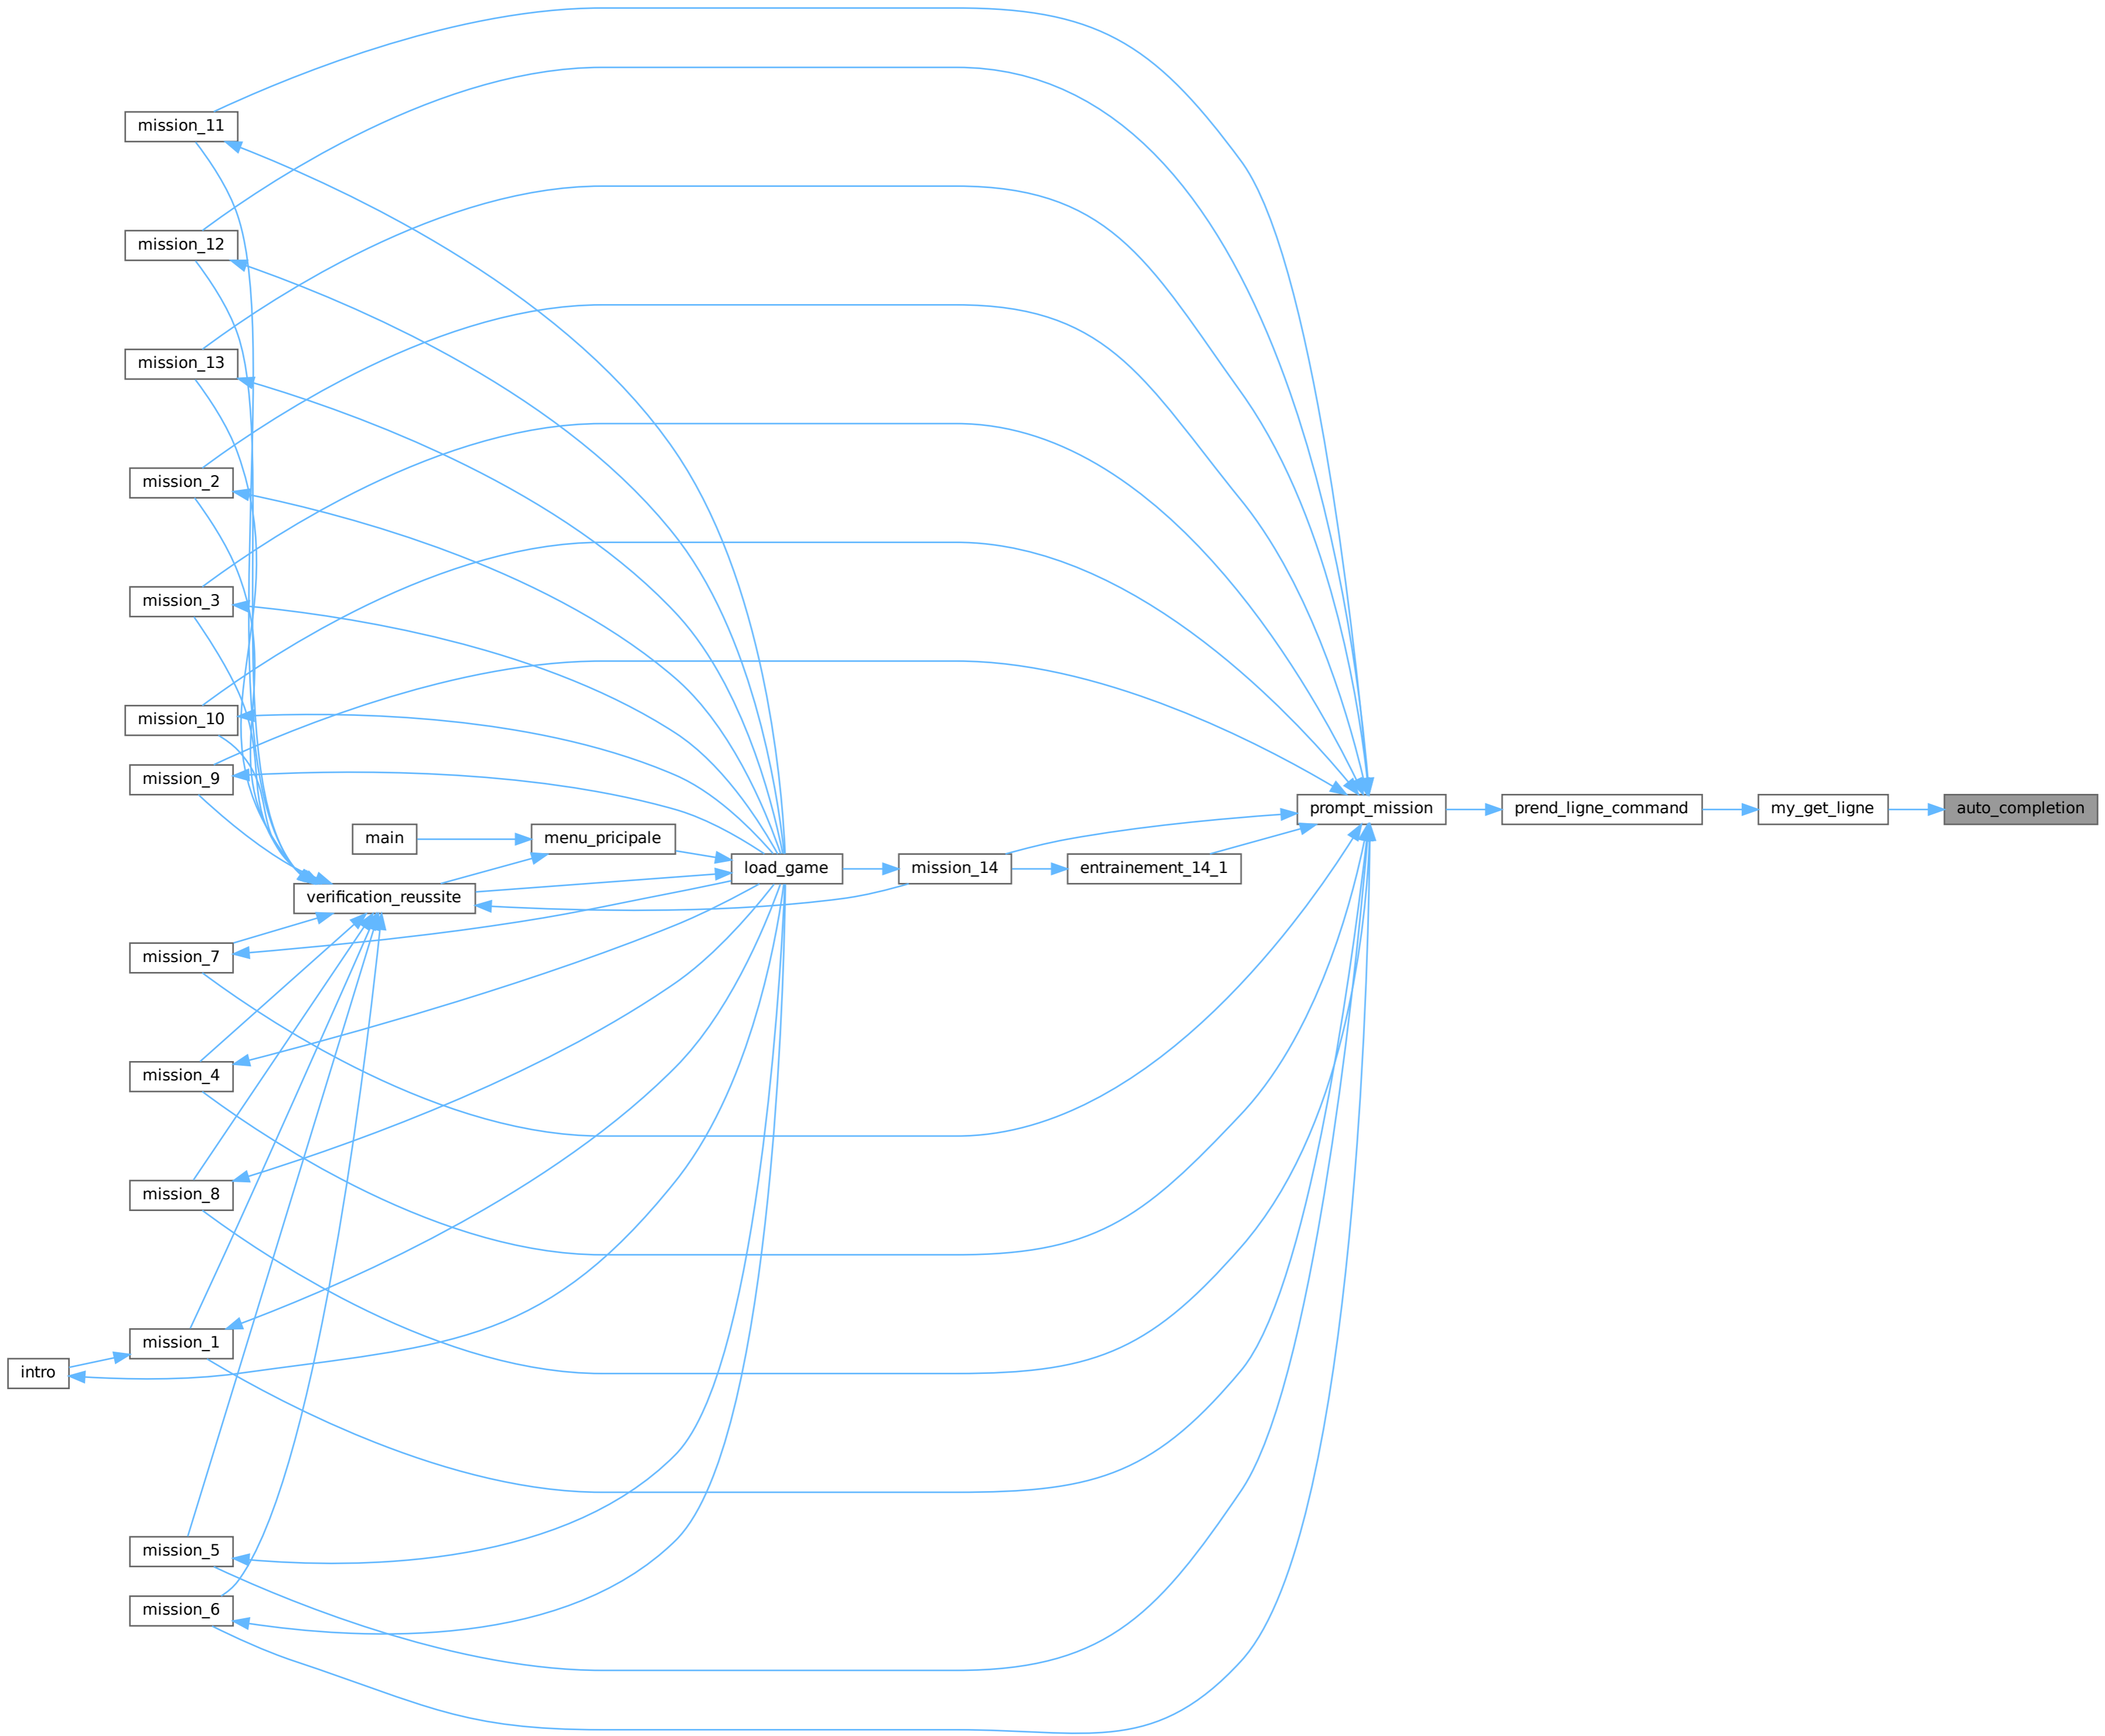 mission_11
mission_12
mission_13
mission_2
mission_3
mission_10
mission_9
prompt_mission
prend_ligne_command
my_get_ligne
auto_completion
main
menu_pricipale
load_game
mission_14
entrainement_14_1
verification_reussite
mission_7
mission_4
mission_8
mission_1
intro
mission_5
mission_6